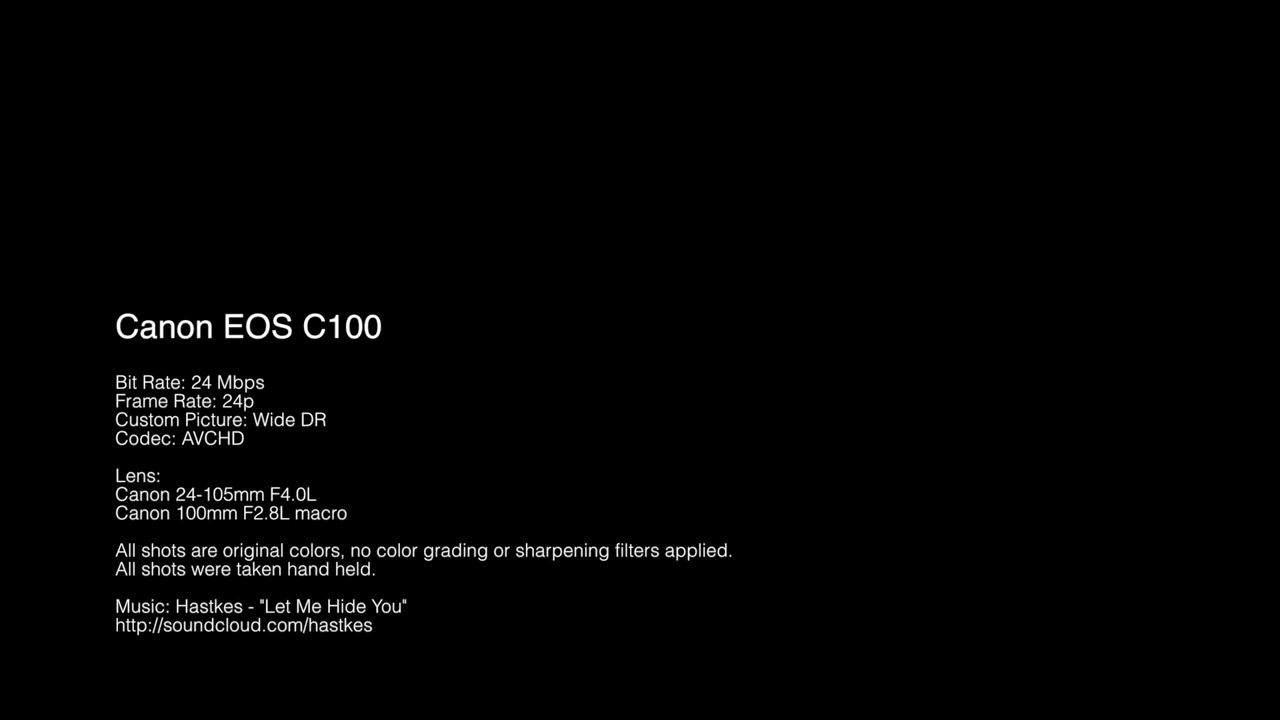 Canon EOS C100
Bit Rate: 24 Mbps
Frame Rate: 24p
Custom Picture: Wide DR
Codec: AVCHD
Lens:
Canon 24-105mm F4.0L
Canon 100mm F2.8L macro
All shots are original colors, no color grading or sharpening filters applied.
All shots were taken hand held.
Music: Hastkes - "Let Me Hide You"
http://soundcloud.com/hastkes